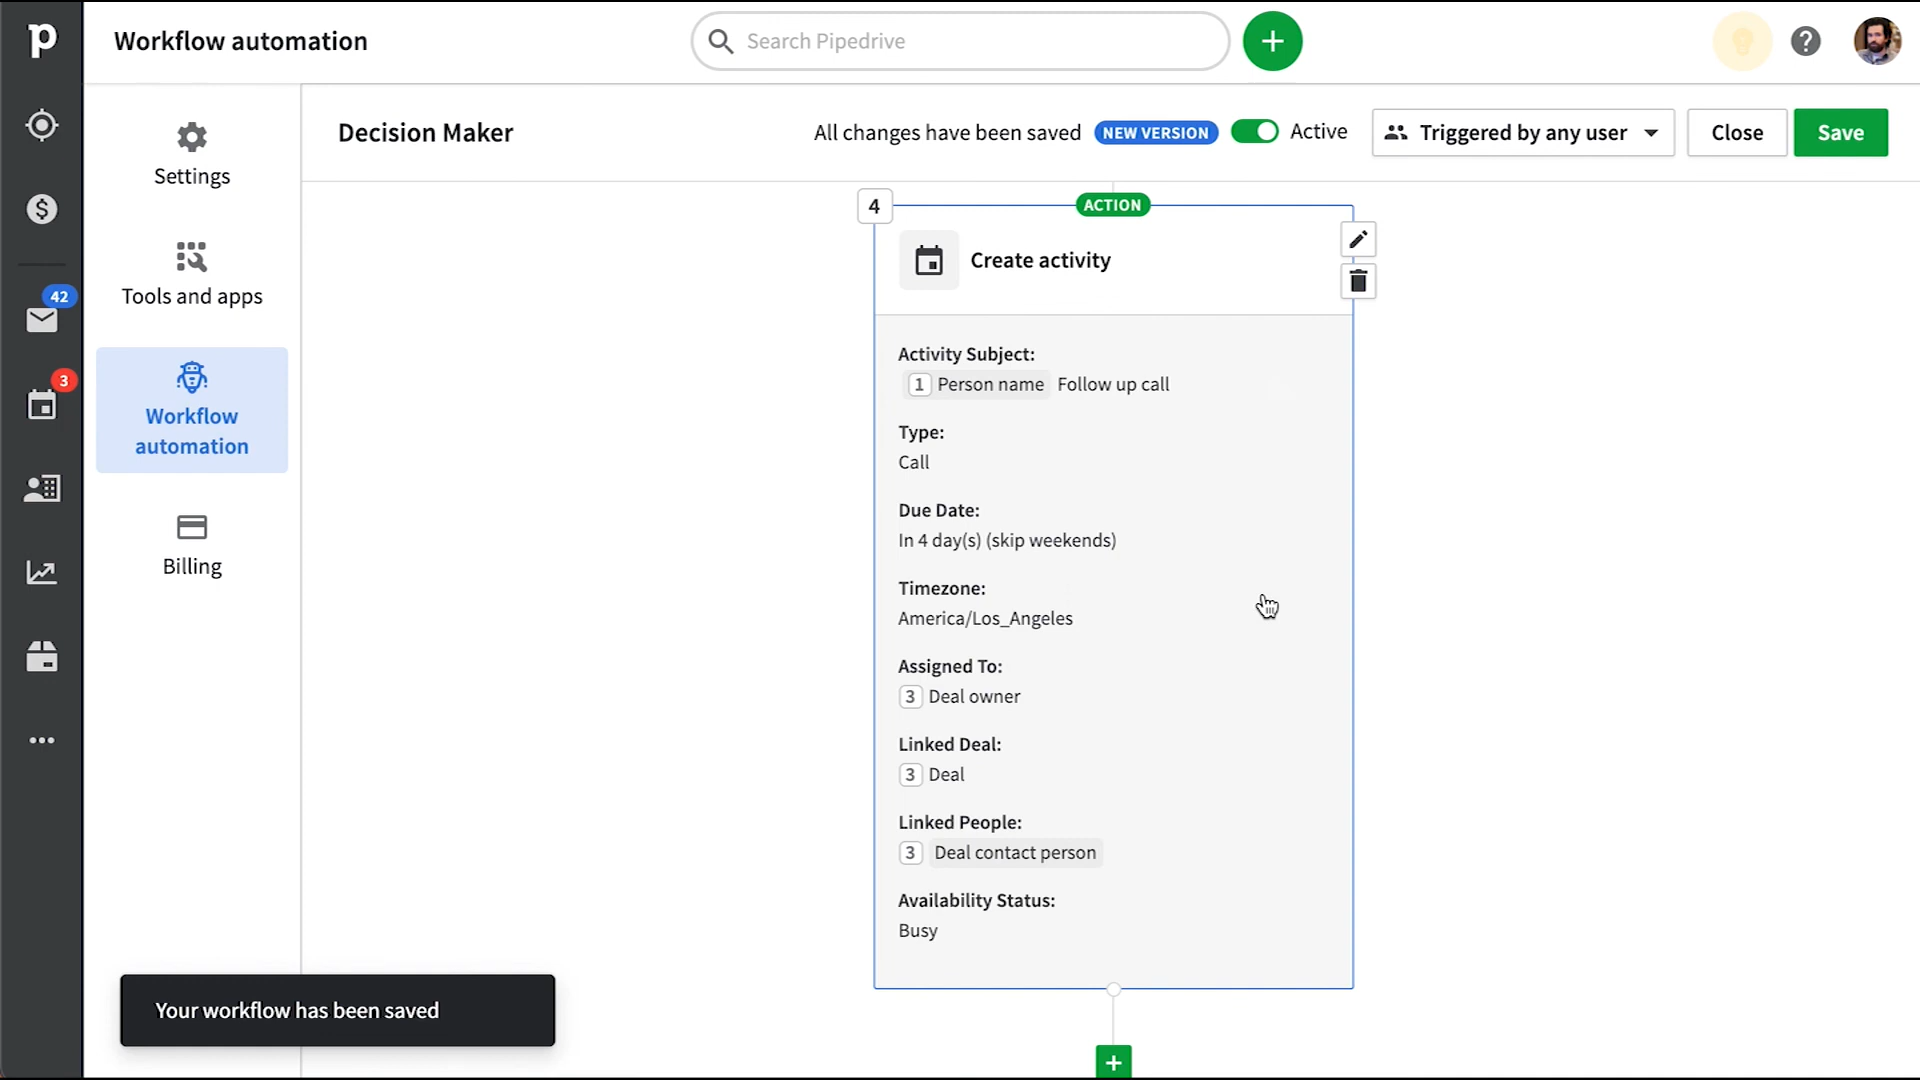 Workflow automation
Search Pipedrive
Settings
Tools and apps
Workflow
automation
Billing
42
3
Decision Maker
All changes have been saved
NEW VERSION
Active
Triggered by any user
Close
Save
4
ACTION
Create activity
Activity Subject:
1 Person name Follow up call
Type:
Call
Due Date:
In 4 day(s) (skip weekends)
Timezone:
America/Los_Angeles
Assigned To:
3 Deal owner
Linked Deal:
3 Deal
Linked People:
3 Deal contact person
Availability Status:
Busy
Your workflow has been saved